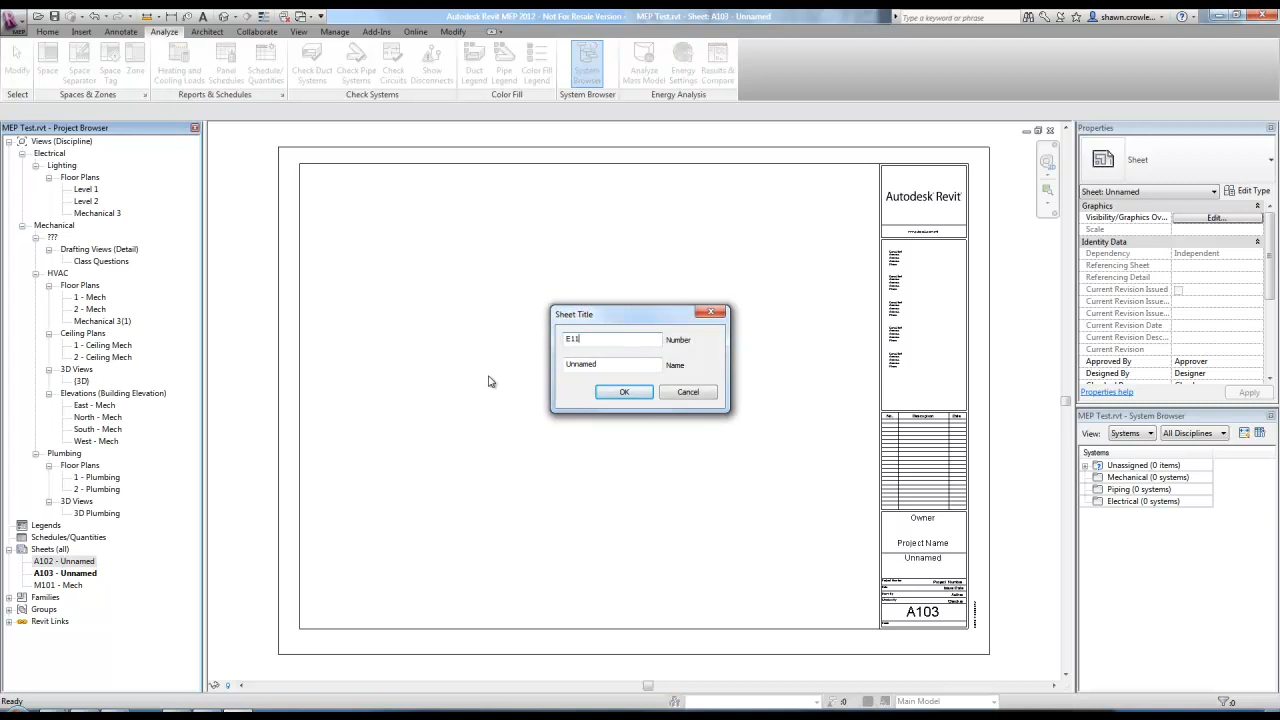 Autodesk Revit MEP 2012 - Not For Resale Version -    MEP Test.rvt - Sheet: A103 - Unnamed
Type a keyword or phrase
shawn.crowle...
MEP
Home Insert Annotate Analyze Architect Collaborate View Manage Add-Ins Online Modify
Modify
Space
Space Separator
Space Tag
Zone
Heating and Cooling Loads
Panel Schedules
Schedule/ Quantities
Check Duct Systems
Check Pipe Systems
Check Circuits
Show Disconnects
Duct Legend
Pipe Legend
Color Fill Legend
System Browser
Analyze Mass Model
Energy Settings
Results & Compare
Select
Spaces & Zones
Reports & Schedules
Check Systems
Color Fill
System Browser
Energy Analysis
MEP Test.rvt - Project Browser
Views (Discipline)
Electrical
Lighting
Floor Plans
Level 1
Level 2
Mechanical 3
Mechanical
???
Drafting Views (Detail)
Class Questions
HVAC
Floor Plans
1 - Mech
2 - Mech
Mechanical 3(1)
Ceiling Plans
1 - Ceiling Mech
2 - Ceiling Mech
3D Views
{3D}
Elevations (Building Elevation)
East - Mech
North - Mech
South - Mech
West - Mech
Plumbing
Floor Plans
1 - Plumbing
2 - Plumbing
3D Views
3D Plumbing
Legends
Schedules/Quantities
Sheets (all)
A102 - Unnamed
A103 - Unnamed
M101 - Mech
Families
Groups
Revit Links
Sheet Title
E11 Number
Unnamed Name
OK Cancel
Autodesk Revit
No. Description Date
Owner
Project Name
Unnamed
Project Number
Issue Date
Author
Checker
A103
Properties
Sheet
Sheet: Unnamed
Edit Type
Graphics
Visibility/Graphics Ov... Edit...
Scale
Identity Data
Dependency Independent
Referencing Sheet
Referencing Detail
Current Revision Issued
Current Revision Issue...
Current Revision Issue...
Current Revision Date
Current Revision Desc...
Current Revision
Approved By Approver
Designed By Designer
Properties help Apply
MEP Test.rvt - System Browser
View: Systems All Disciplines
Systems
Unassigned (0 items)
Mechanical (0 systems)
Piping (0 systems)
Electrical (0 systems)
Ready
:0
Main Model
:0